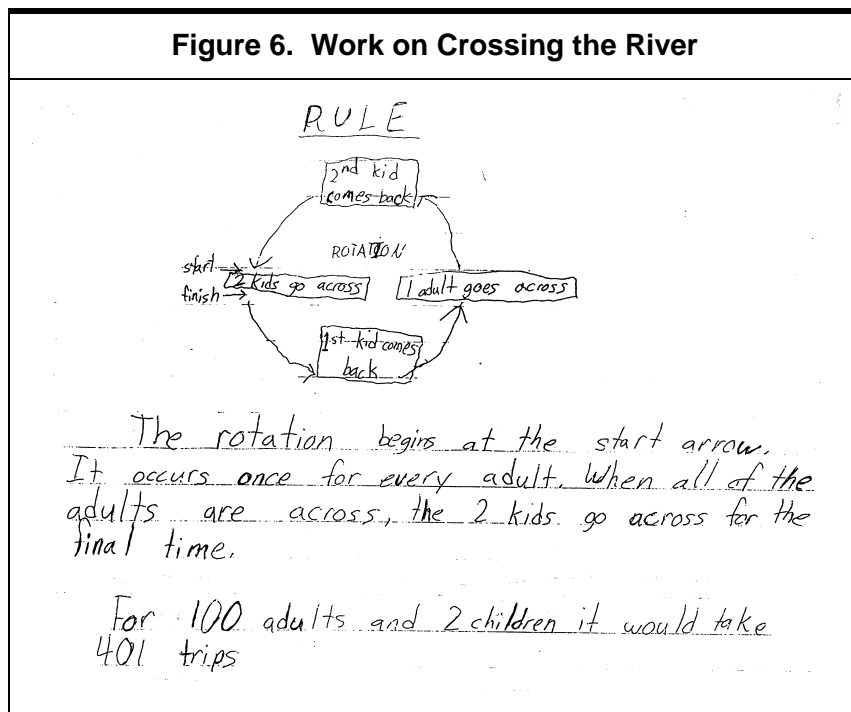 Figure 6. Work on Crossing the River
RULE
2nd kid
comes back
ROTATION
start
2 kids go across
1 adult goes across
finish
1st kid comes
back
The rotation begins at the start arrow.
It occurs once for every adult. When all of the
adults are across, the 2 kids go across for the
final time.
For 100 adults and 2 children it would take
401 trips